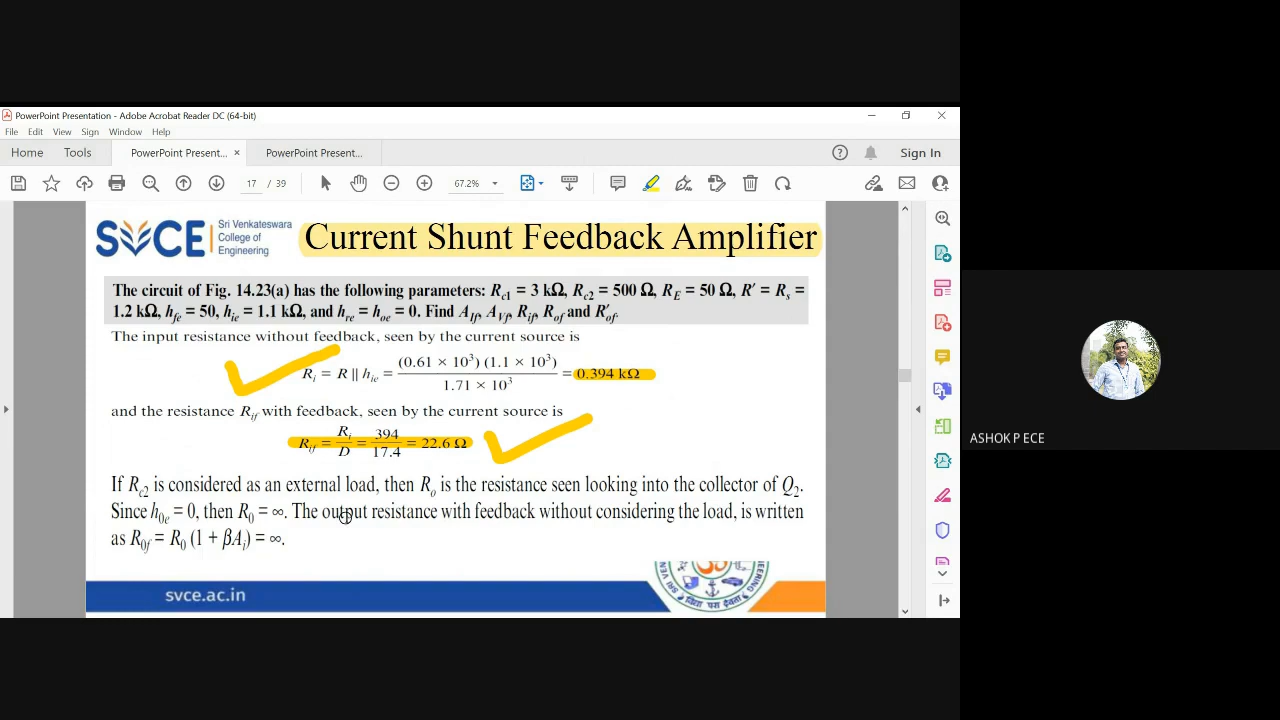 PowerPoint Presentation - Adobe Acrobat Reader DC (64-bit)
File Edit View Sign Window Help
Home Tools PowerPoint Present... × PowerPoint Present... Sign In
17 / 39 67.2%
SVCE Sri Venkateswara
College of
Engineering
Current Shunt Feedback Amplifier
The circuit of Fig. 14.23(a) has the following parameters: Rc1 = 3 kΩ, Rc2 = 500 Ω, RE = 50 Ω, R′ = Rs =
1.2 kΩ, hfe = 50, hie = 1.1 kΩ, and hre = hoe = 0. Find AIf, AVf, Rif, Rof and R′of.
The input resistance without feedback, seen by the current source is
Ri = R || hie = (0.61 × 10³) (1.1 × 10³) / 1.71 × 10³ = 0.394 kΩ
and the resistance Rif with feedback, seen by the current source is
Rif = Ri / D = 394 / 17.4 = 22.6 Ω
If Rc2 is considered as an external load, then Ro is the resistance seen looking into the collector of Q2.
Since h0e = 0, then R0 = ∞. The output resistance with feedback without considering the load, is written
as R0f = R0 (1 + βAi) = ∞.
svce.ac.in
ASHOK P ECE